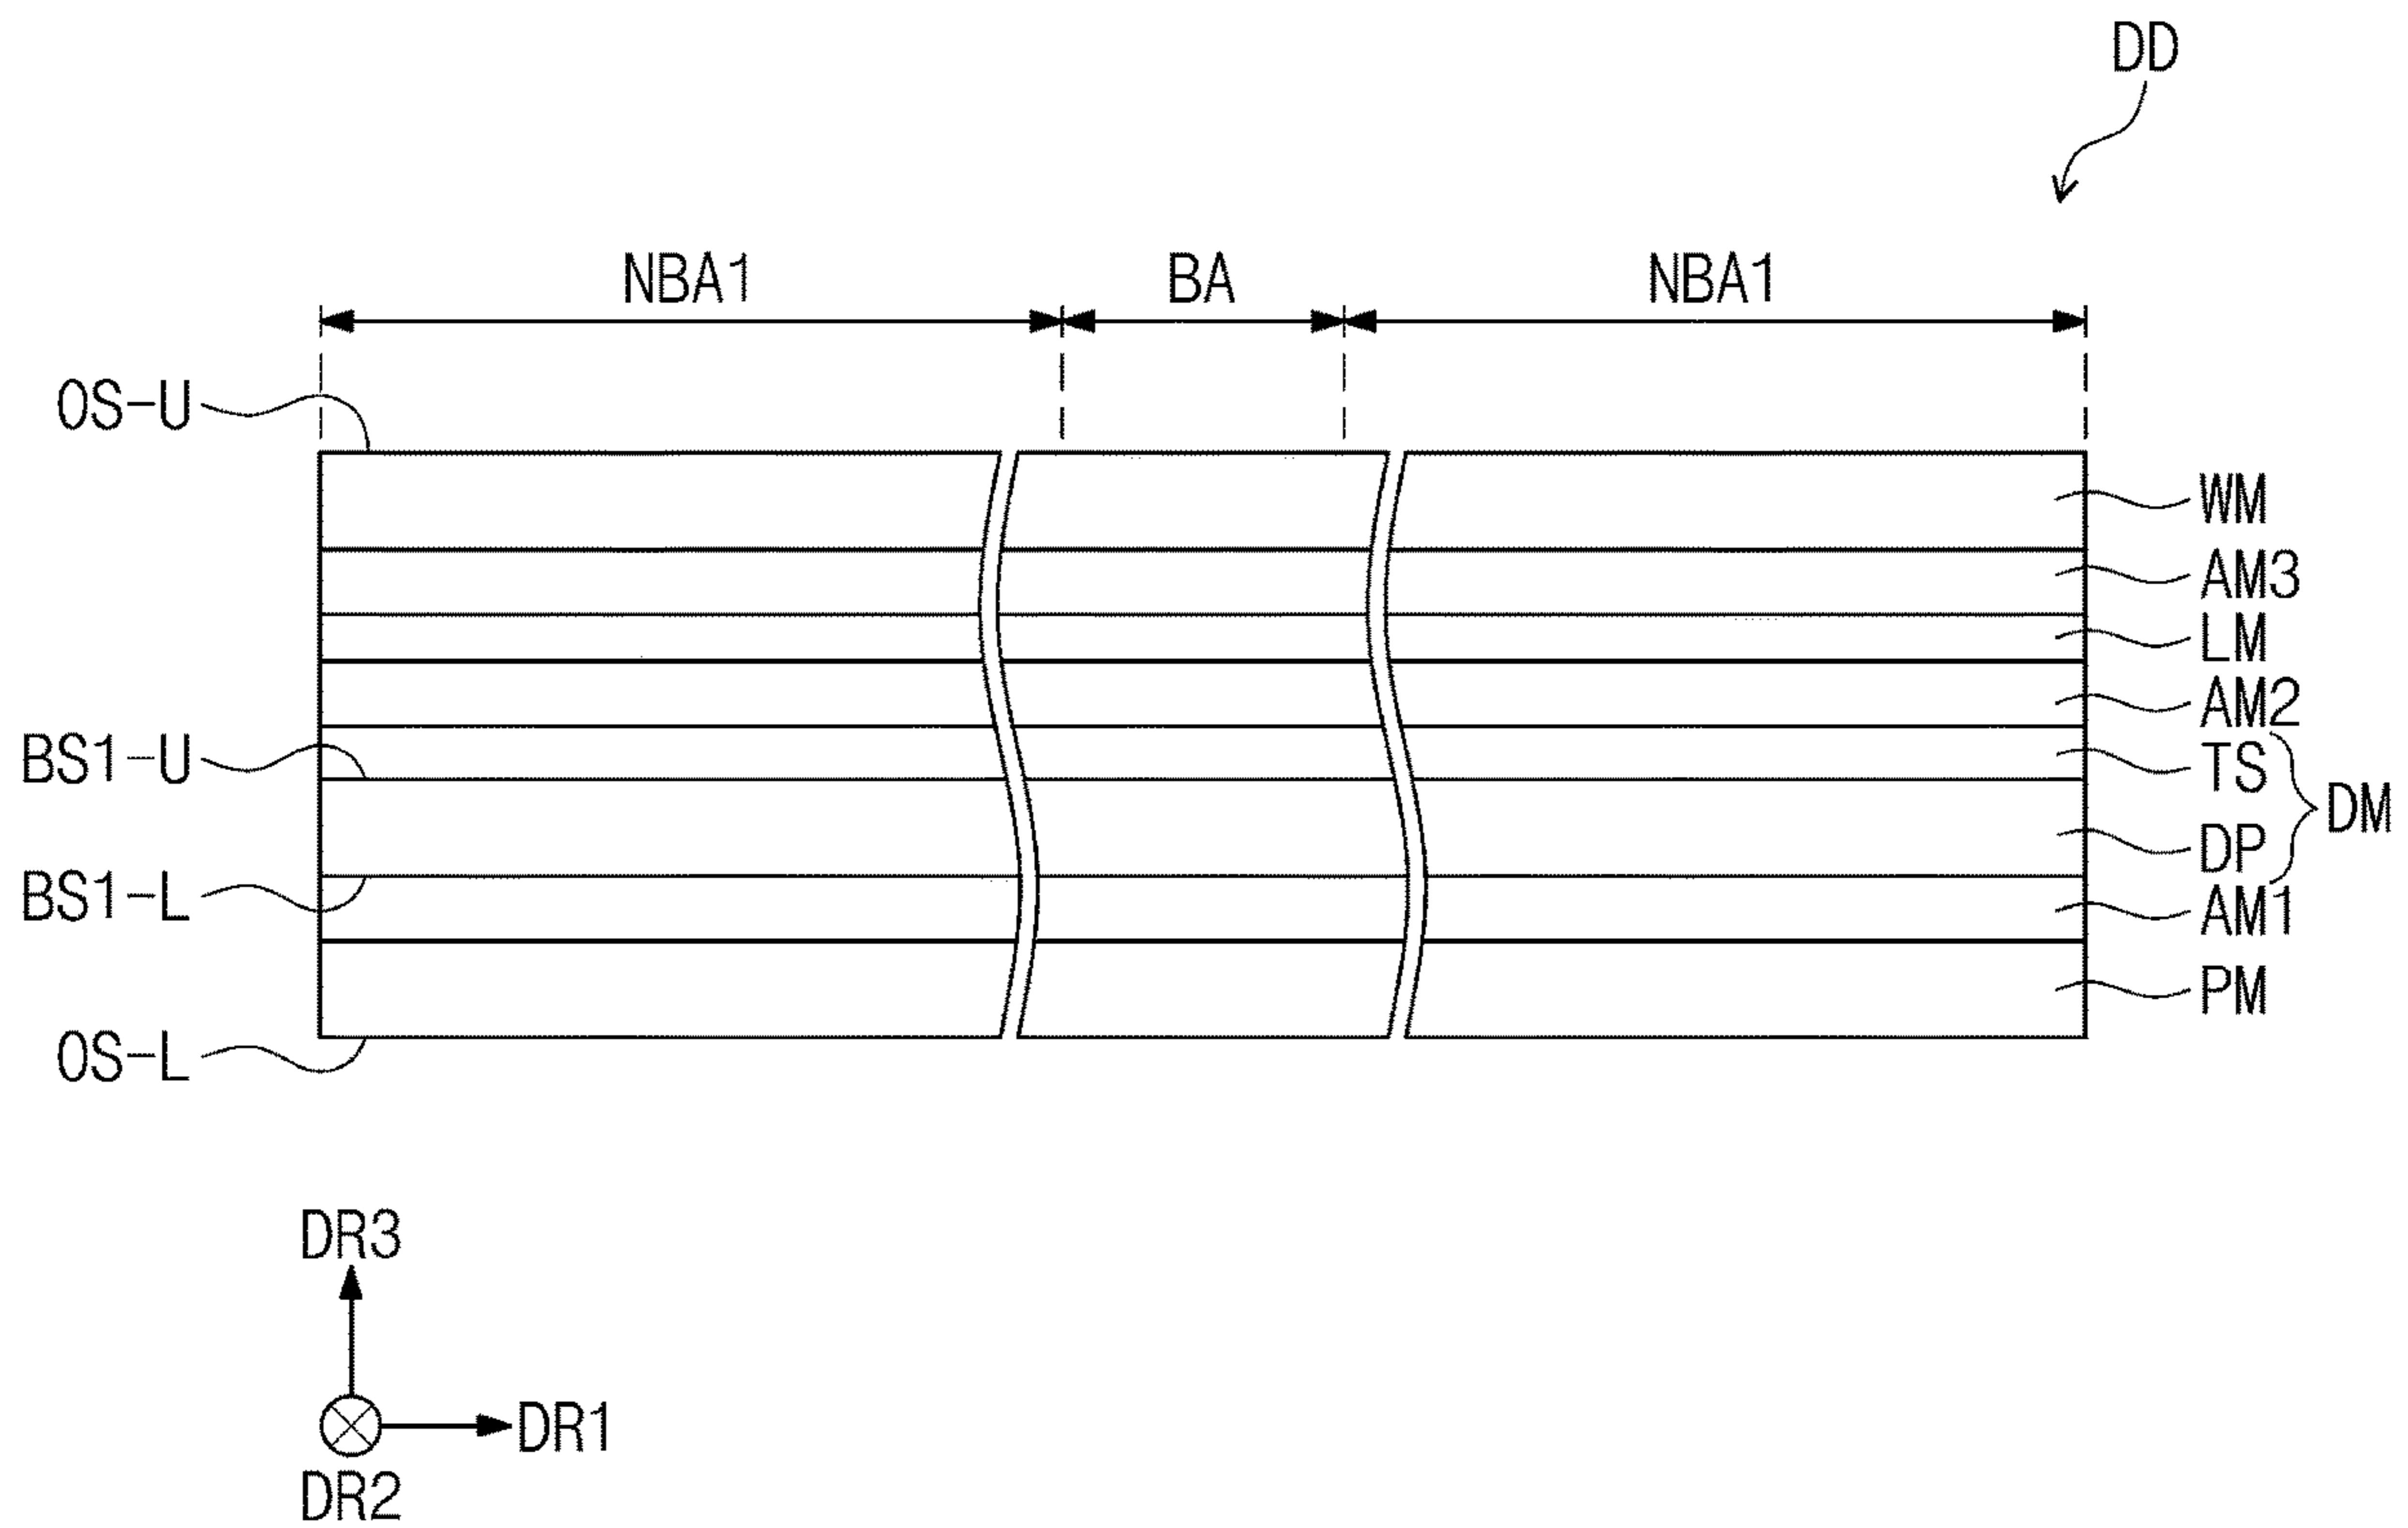 DD
NBA1 BA NBA1
OS-U
WM
AM3
LM
AM2
BS1-U
TS
DM
DP
BS1-L
AM1
PM
OS-L
DR3
DR1
DR2